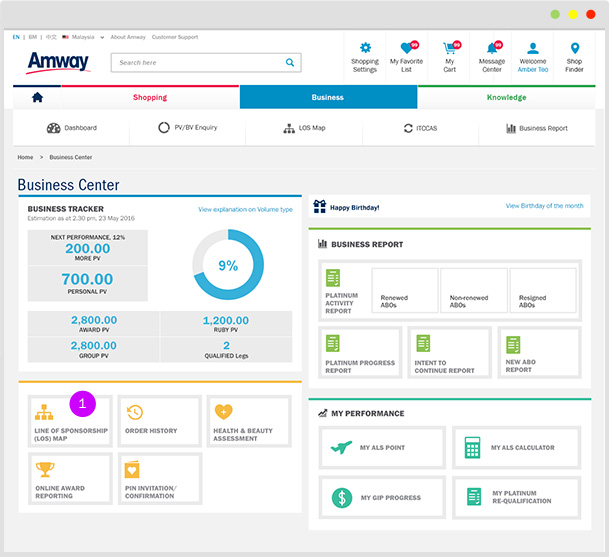 EN | BM | 中文 Malaysia About Amway Customer Support
Amway
Search here
Shopping
Settings
My Favorite
List
99
My
Cart
99
Message
Center
99
Welcome
Amber Teo
Shop
Finder
Shopping
Business
Knowledge
Dashboard
PV/BV Enquiry
LOS Map
ITCCAS
Business Report
Home > Business Center
Business Center
BUSINESS TRACKER
View explanation on Volume type
Estimation as at 2.30 pm, 23 May 2016
NEXT PERFORMANCE, 12%
200.00
MORE PV
700.00
PERSONAL PV
9%
2,800.00
AWARD PV
1,200.00
RUBY PV
2,800.00
GROUP PV
2
QUALIFIED Legs
1
LINE OF SPONSORSHIP
(LOS) MAP
ORDER HISTORY
HEALTH & BEAUTY
ASSESSMENT
ONLINE AWARD
REPORTING
PIN INVITATION/
CONFIRMATION
Happy Birthday!
View Birthday of the month
BUSINESS REPORT
PLATINUM
ACTIVITY
REPORT
Renewed
ABOs
Non-renewed
ABOs
Resigned
ABOs
PLATINUM PROGRESS
REPORT
INTENT TO
CONTINUE REPORT
NEW ABO
REPORT
MY PERFORMANCE
MY ALS POINT
MY ALS CALCULATOR
MY GIP PROGRESS
MY PLATINUM
RE-QUALIFICATION